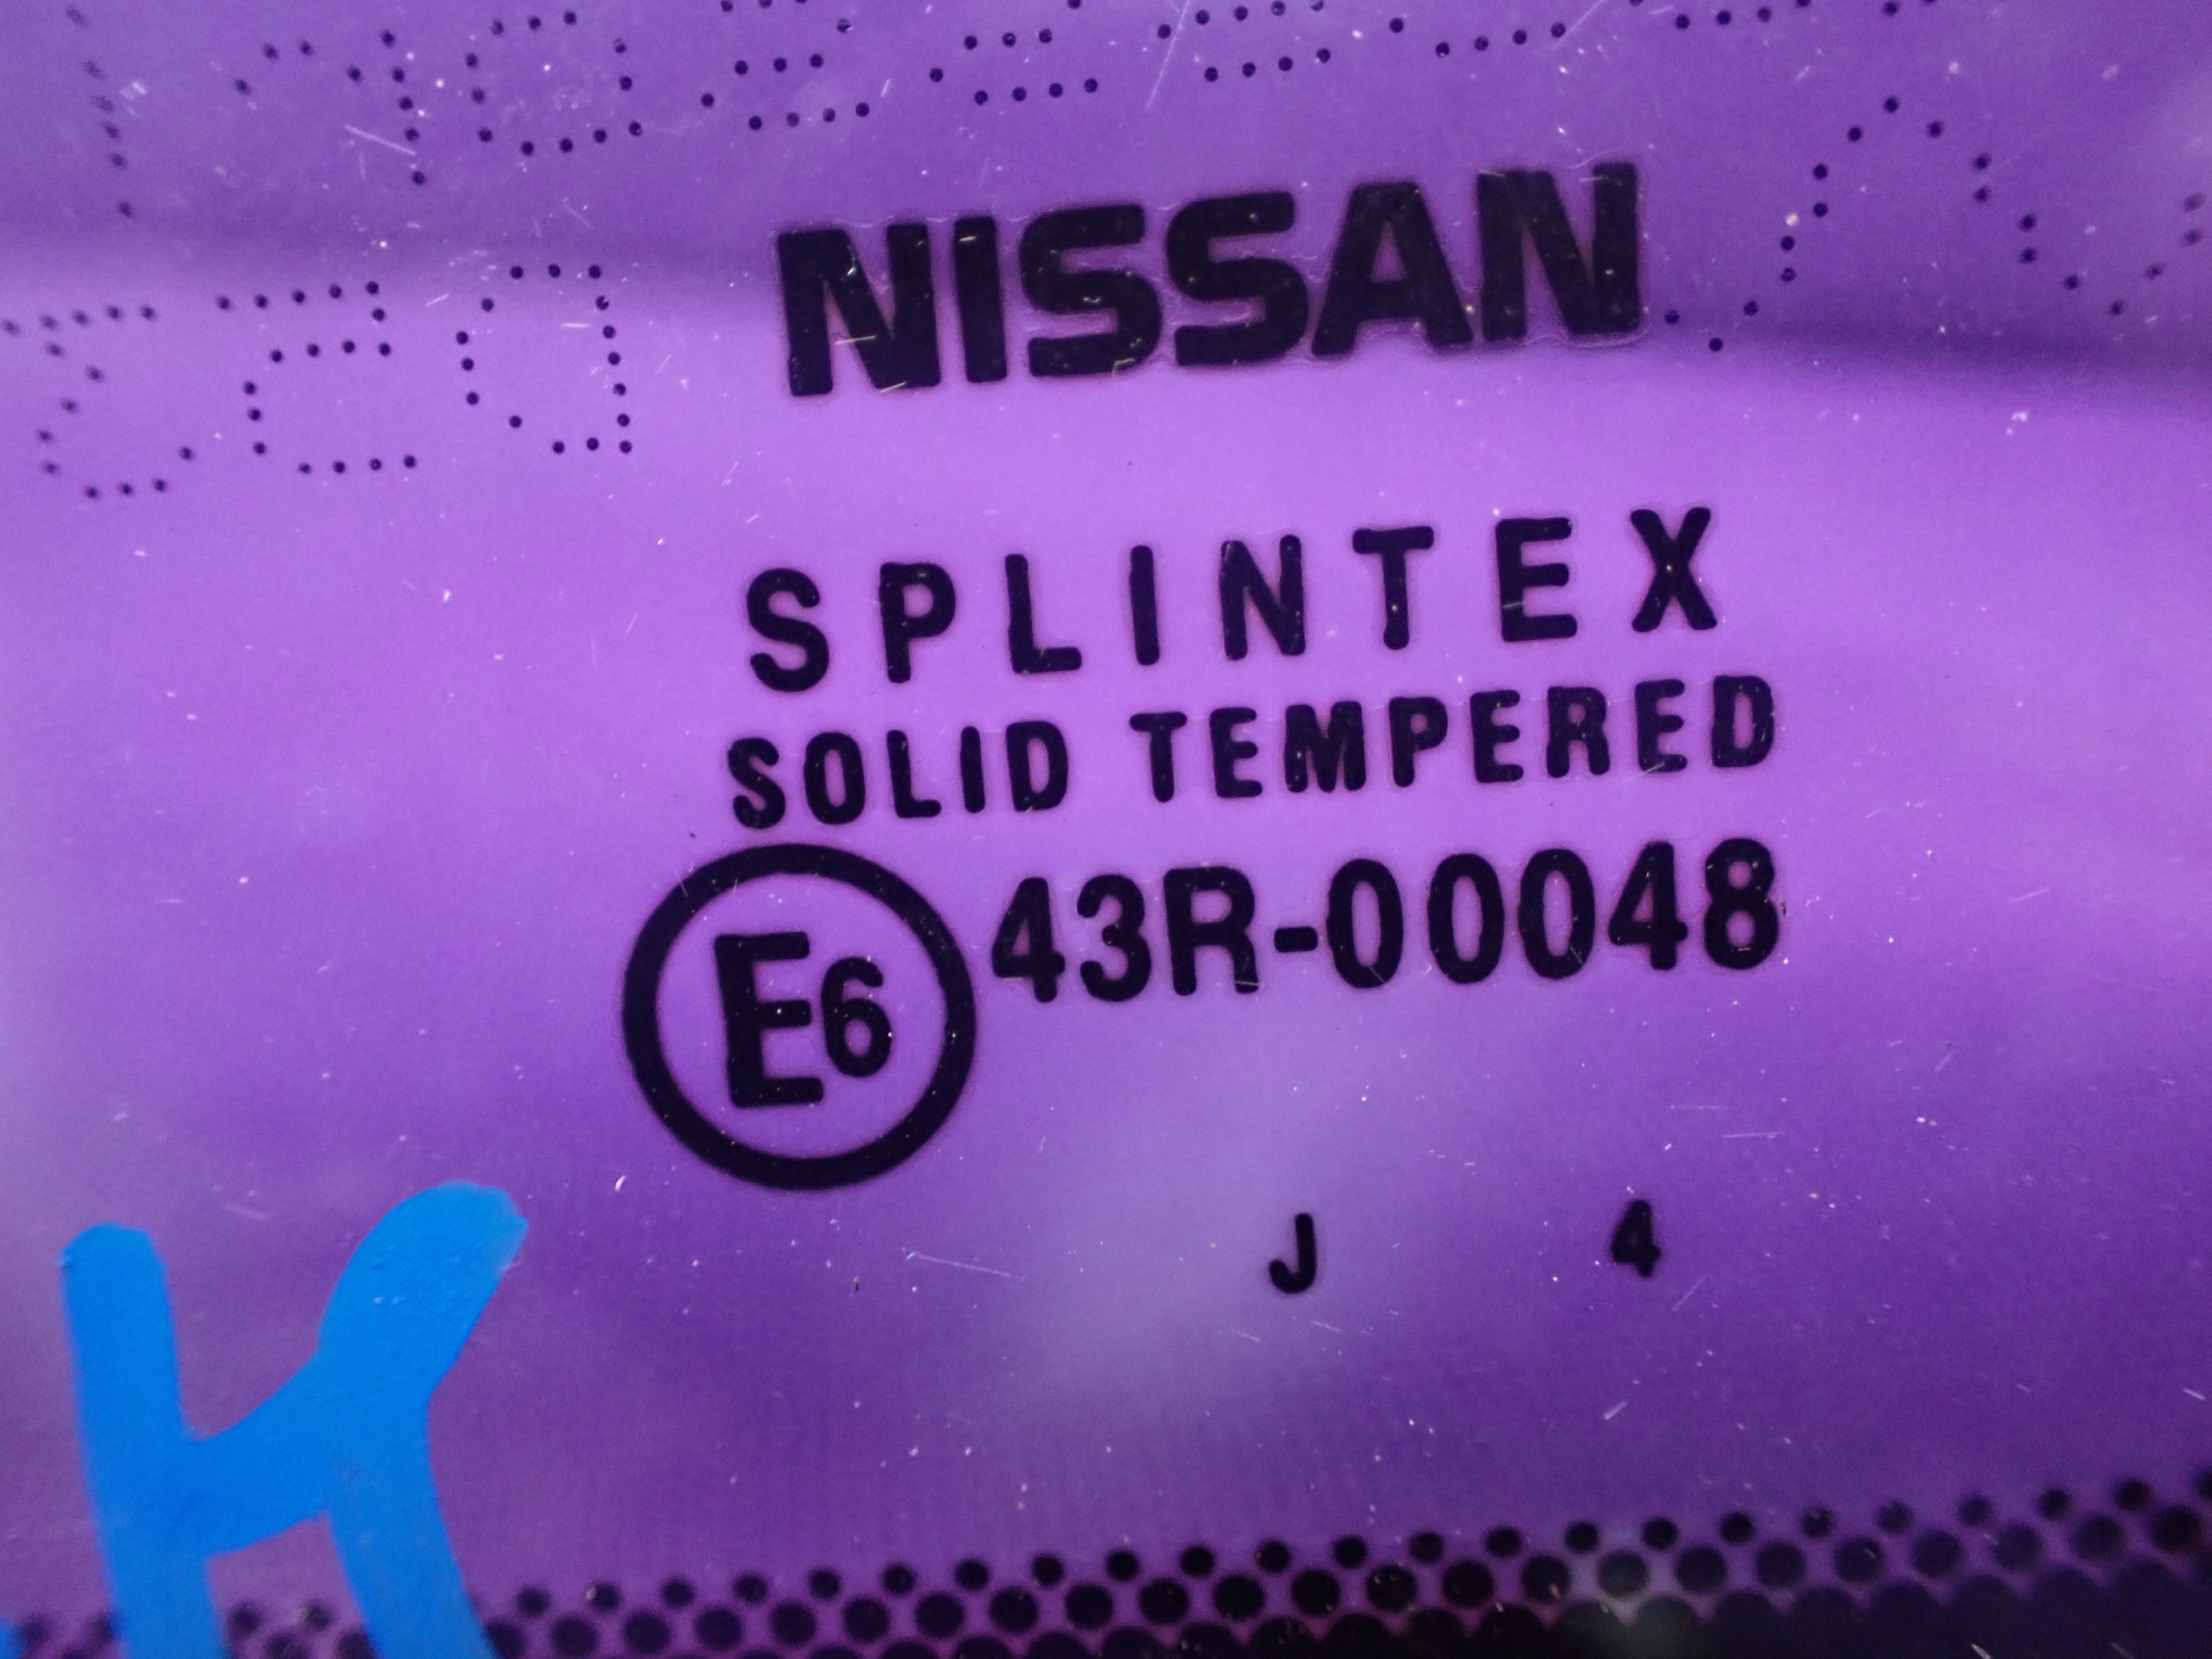 NISSAN
SPLINTEX
SOLID TEMPERED
E6 43R-00048
J 4
K